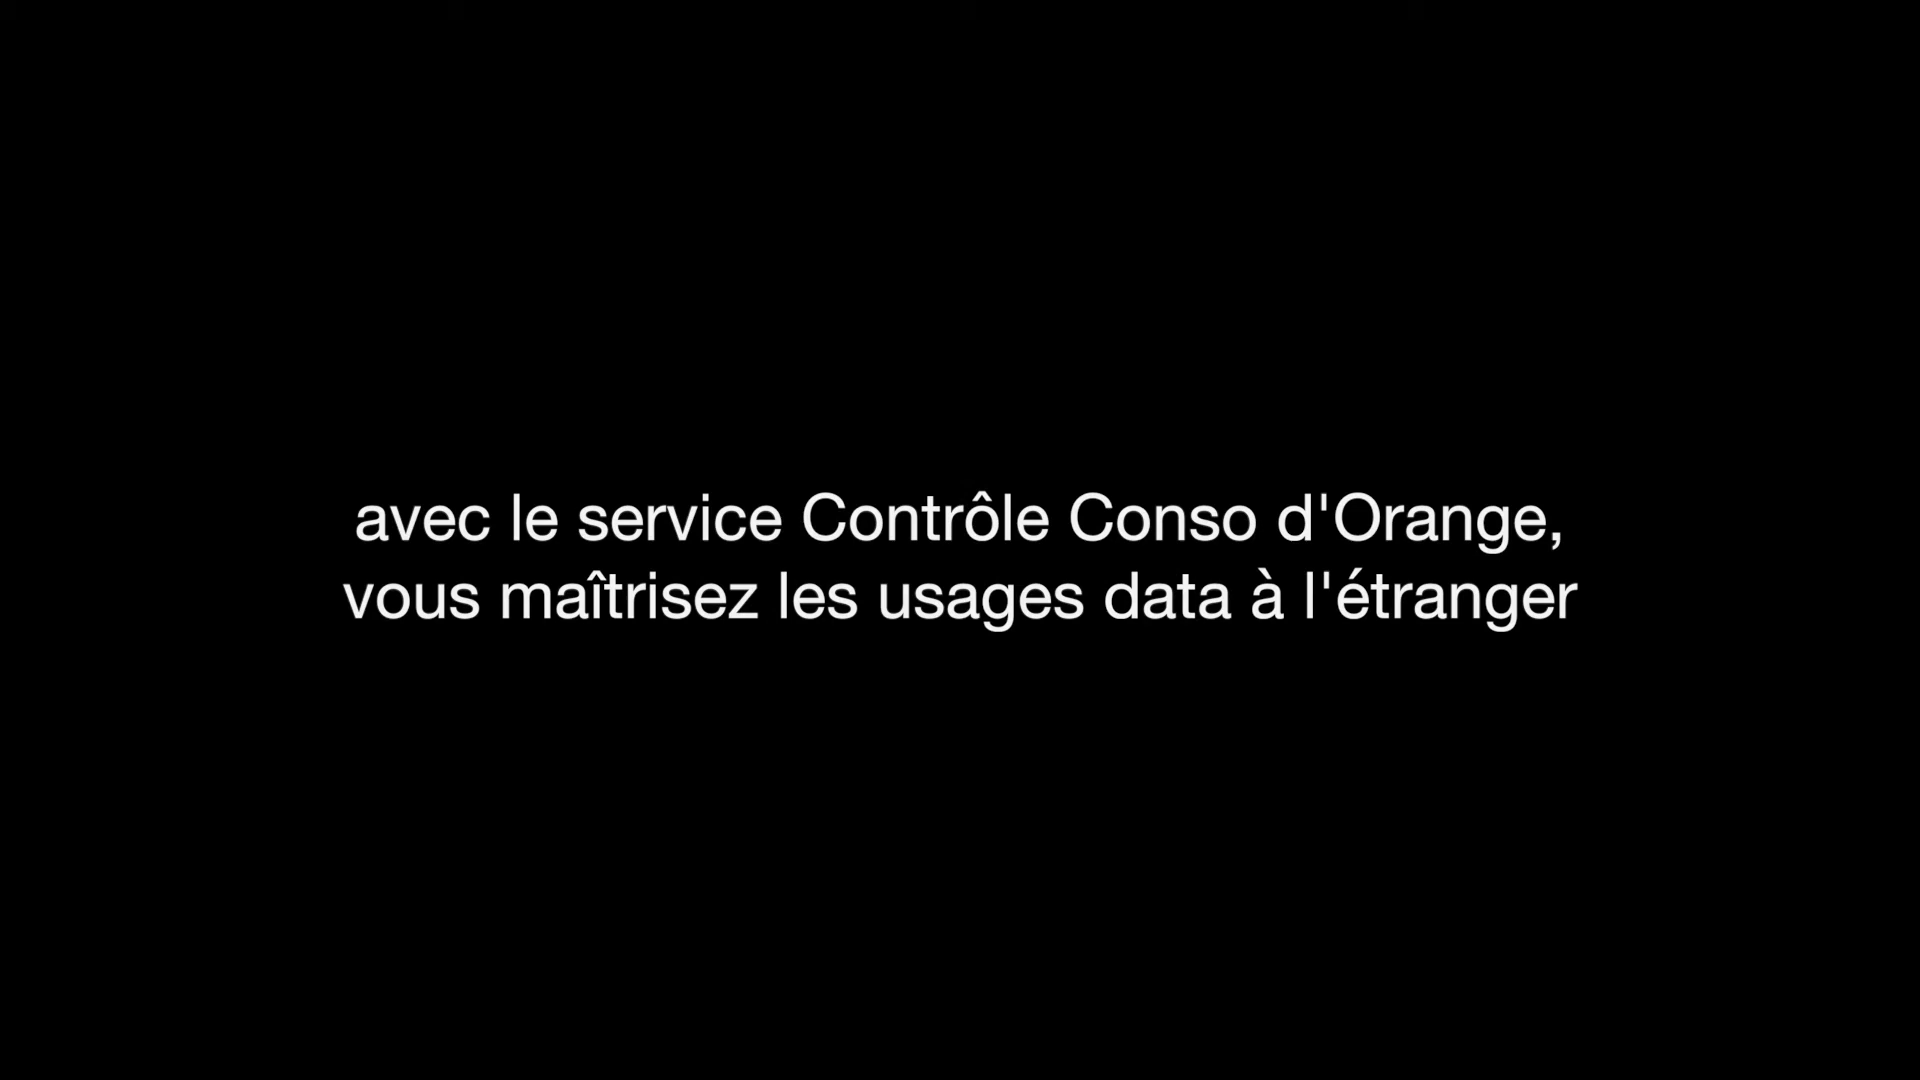 avec le service Contrôle Conso d'Orange,
vous maîtrisez les usages data à l'étranger